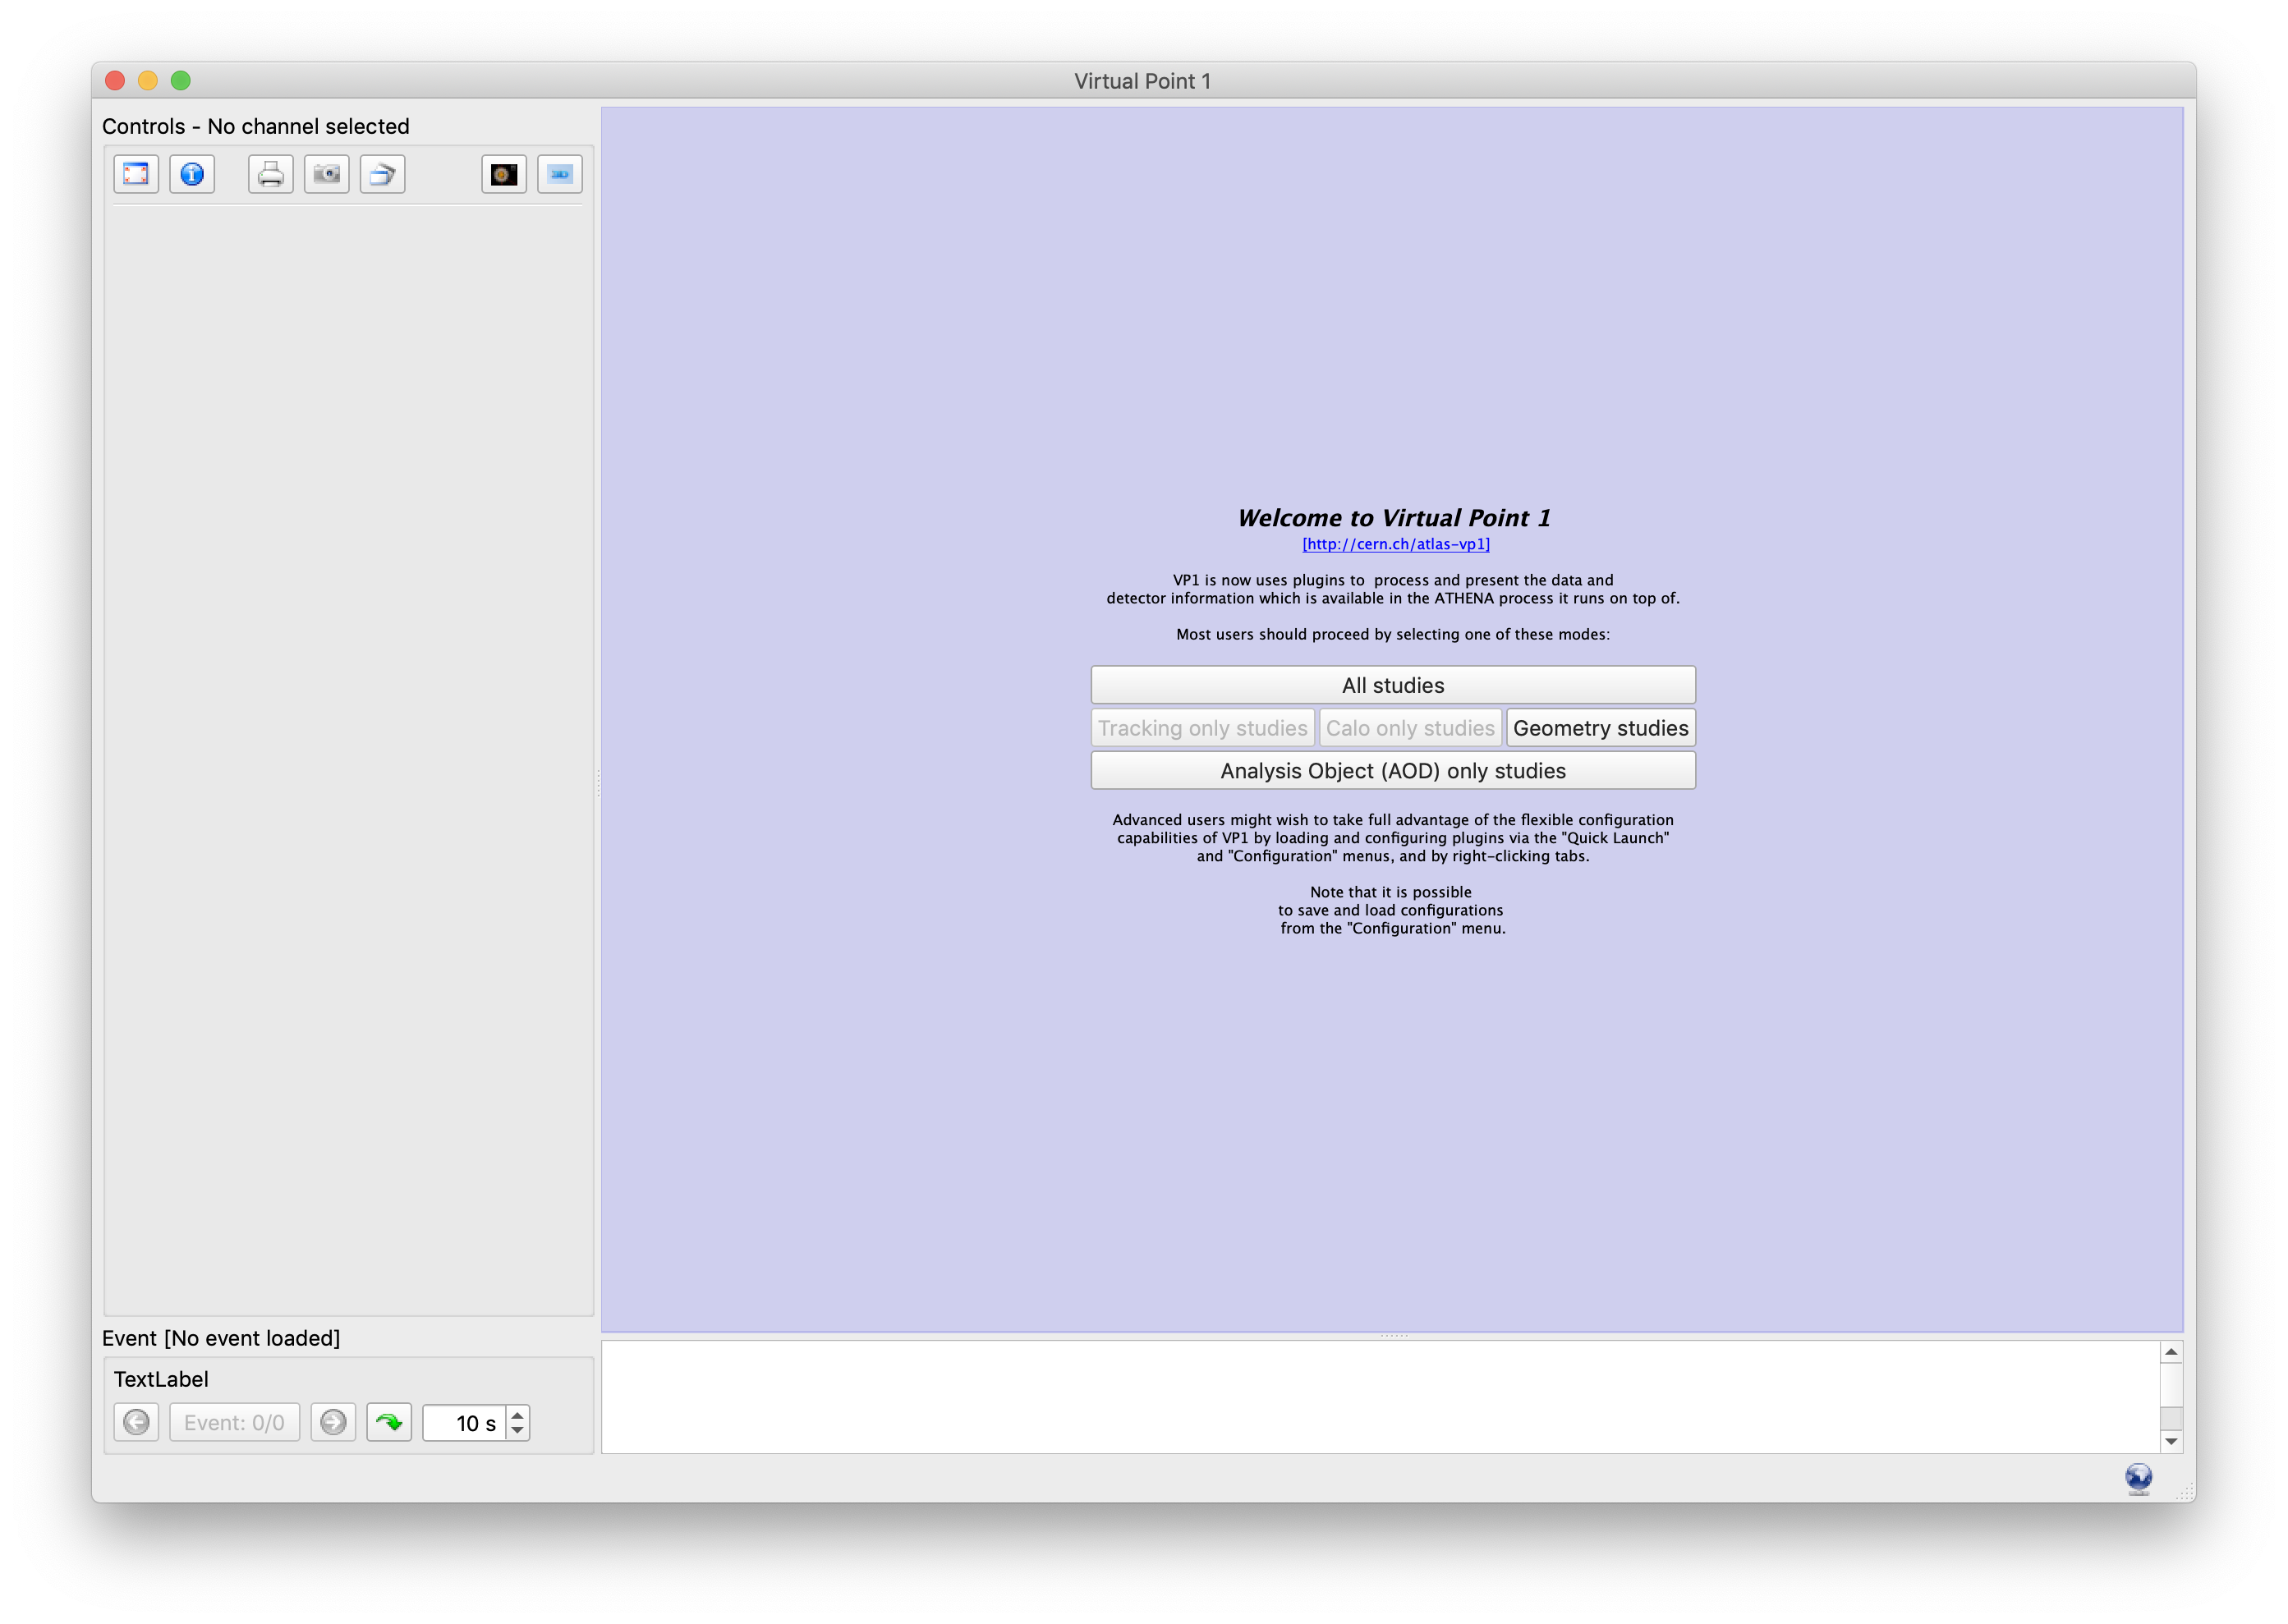 Virtual Point 1
Controls - No channel selected
Welcome to Virtual Point 1
[http://cern.ch/atlas-vp1]
VP1 is now uses plugins to  process and present the data and
detector information which is available in the ATHENA process it runs on top of.
Most users should proceed by selecting one of these modes:
All studies
Tracking only studies Calo only studies Geometry studies
Analysis Object (AOD) only studies
Advanced users might wish to take full advantage of the flexible configuration
capabilities of VP1 by loading and configuring plugins via the "Quick Launch"
and "Configuration" menus, and by right-clicking tabs.
Note that it is possible
to save and load configurations
from the "Configuration" menu.
Event [No event loaded]
TextLabel
Event: 0/0 10 s